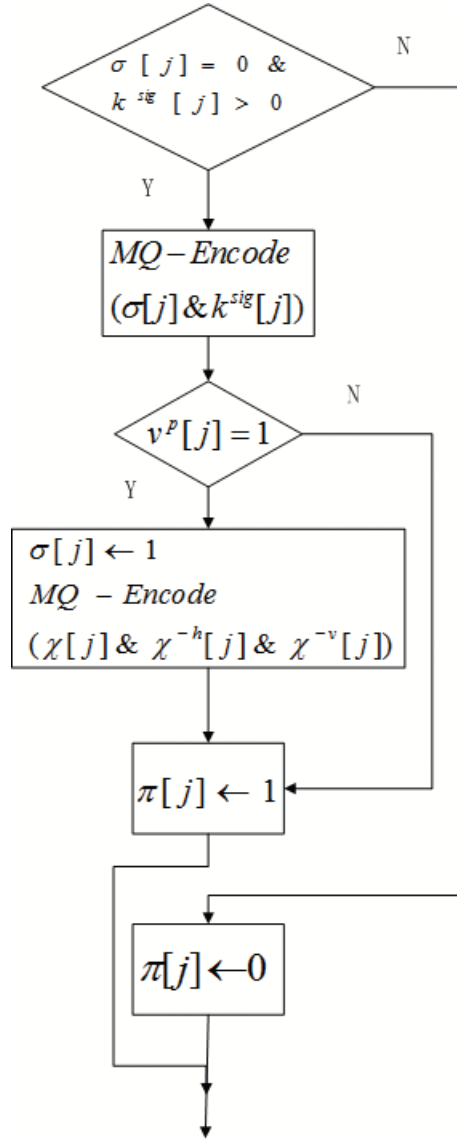 σ [ j ] = 0 &
N
k^sig [ j ] > 0
Y
MQ – Encode
(σ[j] & k^sig[j])
N
v^p[j] = 1
Y
σ[j] ← 1
MQ – Encode
(χ[j] & χ^-h[j] & χ^-v[j])
π[j] ← 1
π[j] ← 0